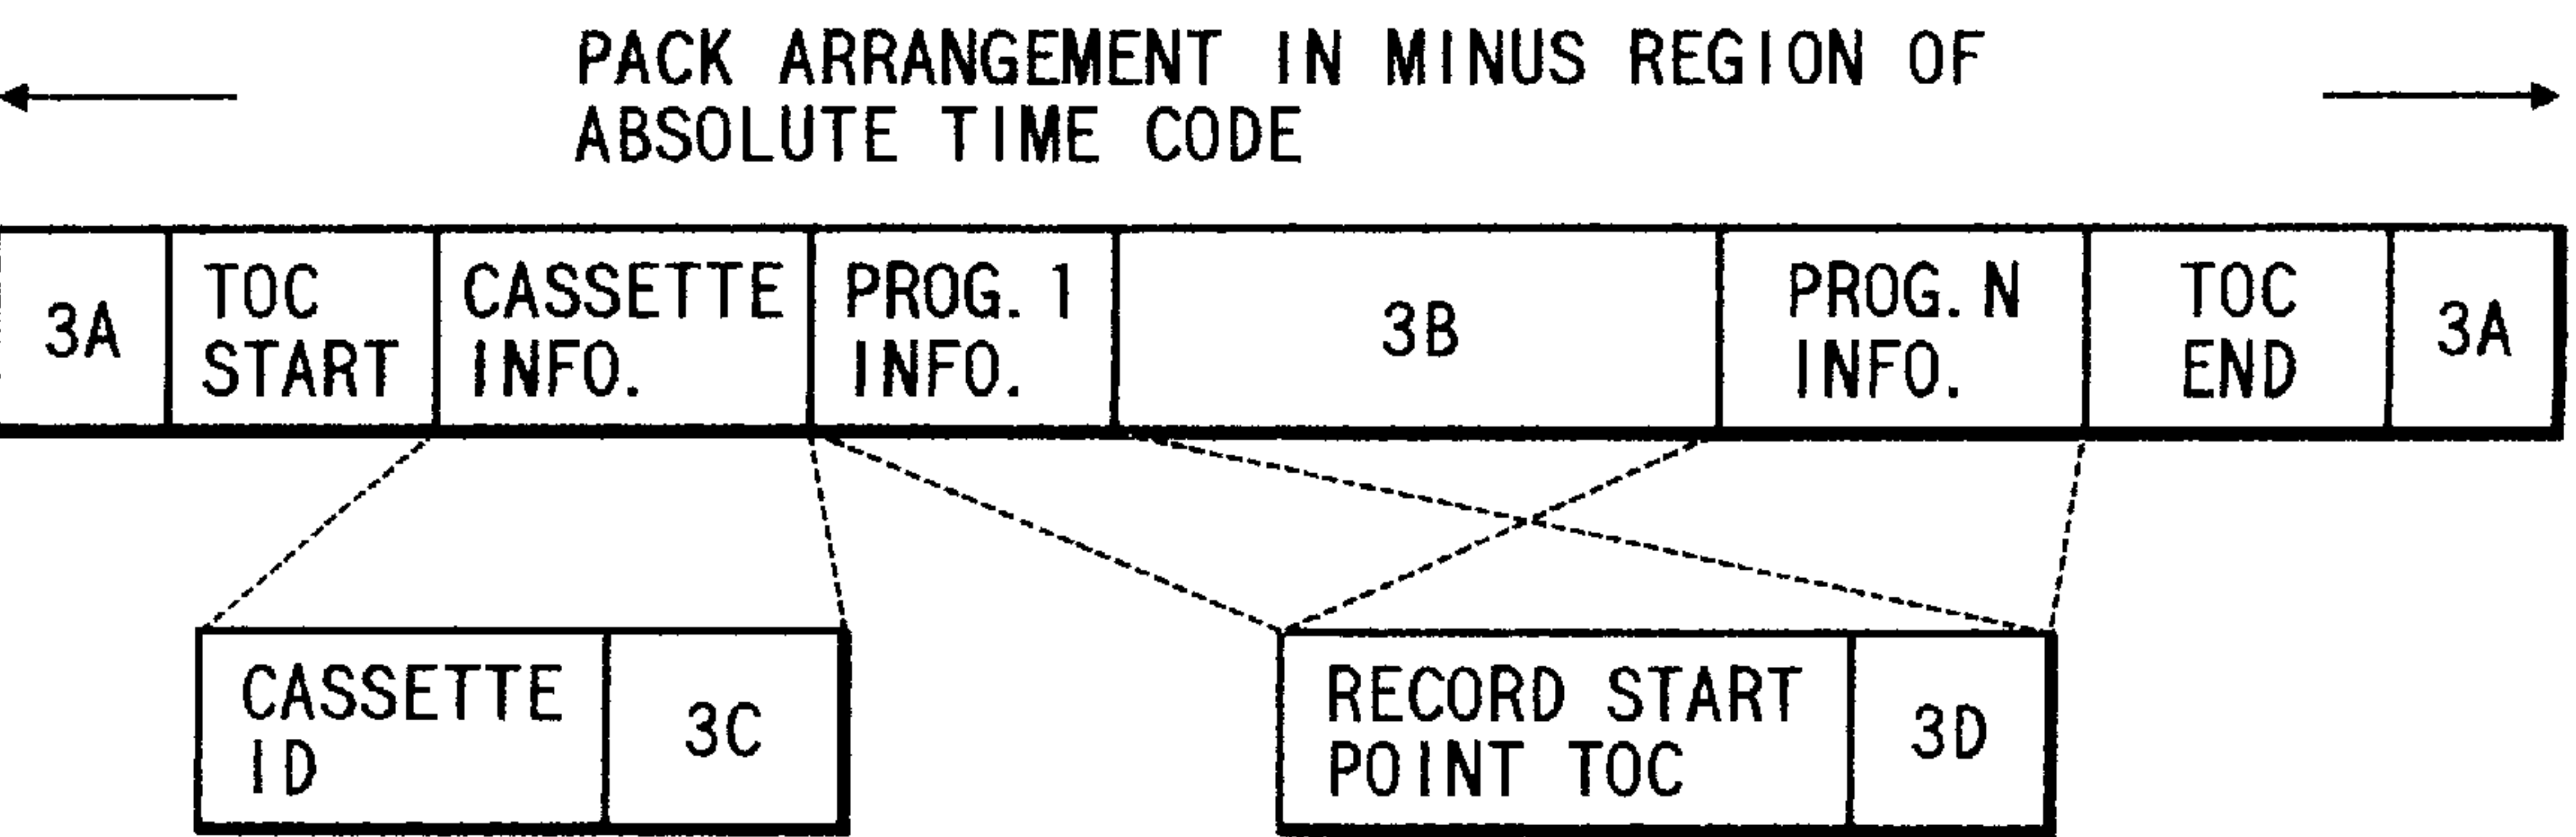 PACK ARRANGEMENT IN MINUS REGION OF
ABSOLUTE TIME CODE
3A
TOC
START
CASSETTE
INFO.
PROG. 1
INFO.
3B
PROG. N
INFO.
TOC
END
3A
CASSETTE
ID
3C
RECORD START
POINT TOC
3D